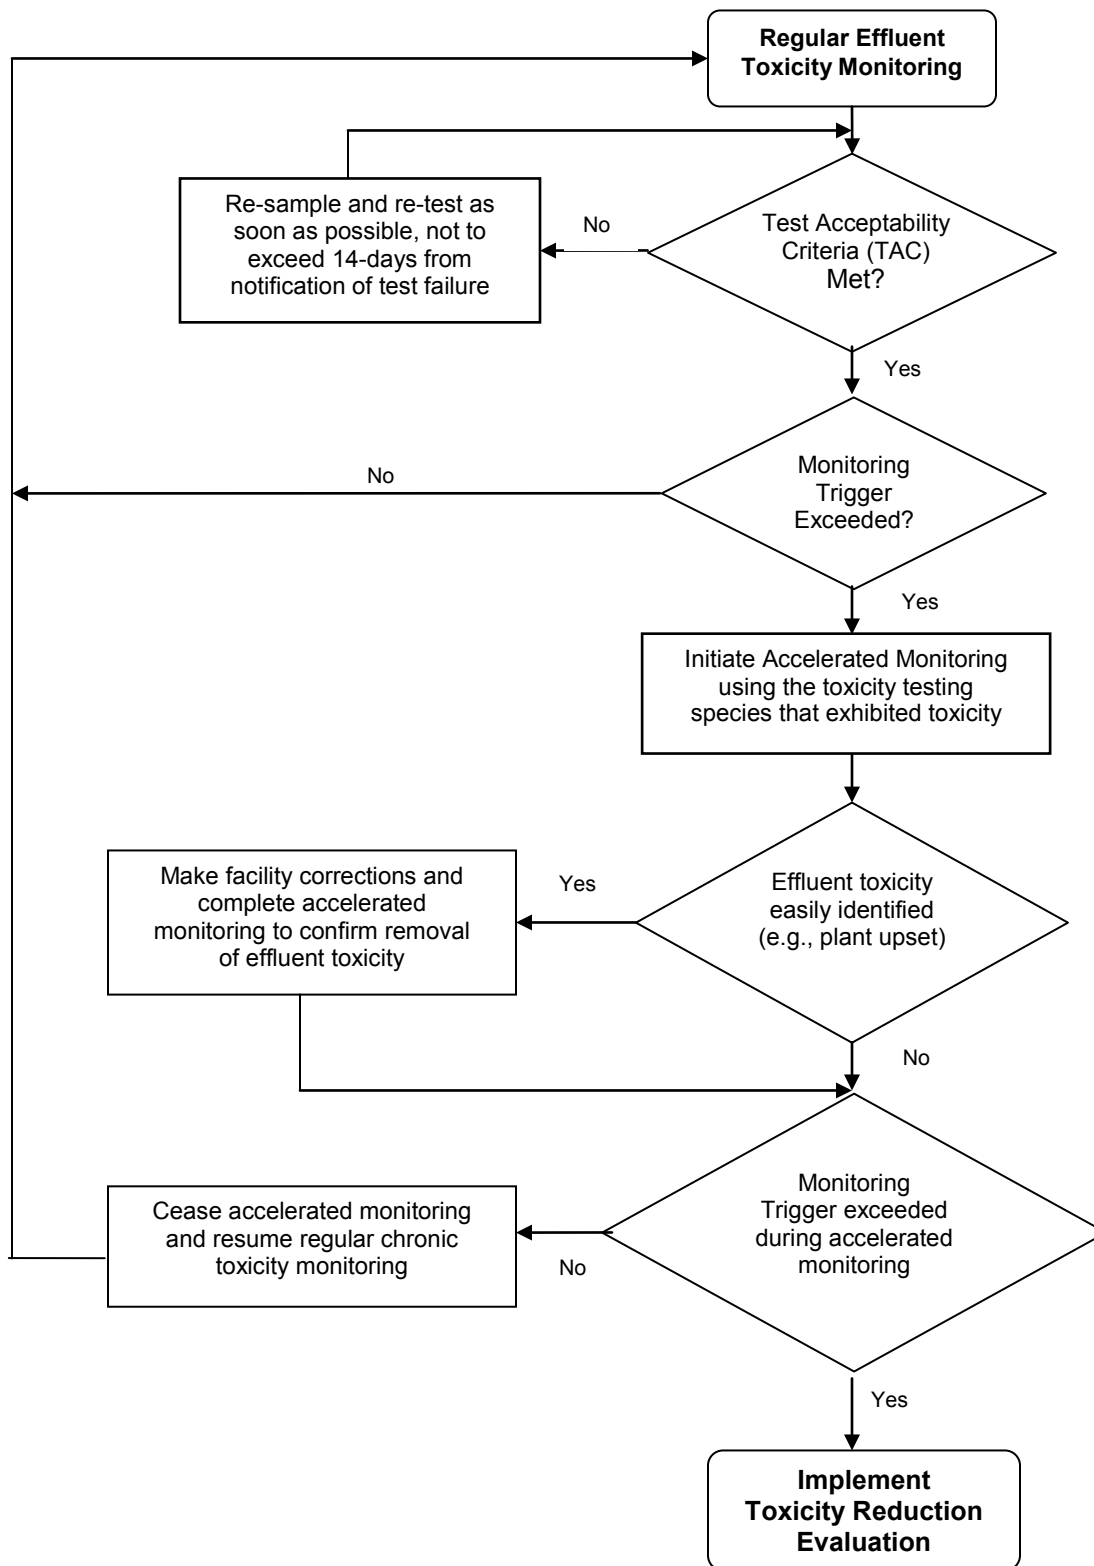 Regular Effluent
Toxicity Monitoring
Re-sample and re-test as
soon as possible, not to
exceed 14-days from
notification of test failure
No
Test Acceptability
Criteria (TAC)
Met?
Yes
No
Monitoring
Trigger
Exceeded?
Yes
Initiate Accelerated Monitoring
using the toxicity testing
species that exhibited toxicity
Make facility corrections and
complete accelerated
monitoring to confirm removal
of effluent toxicity
Yes
Effluent toxicity
easily identified
(e.g., plant upset)
No
Cease accelerated monitoring
and resume regular chronic
toxicity monitoring
No
Monitoring
Trigger exceeded
during accelerated
monitoring
Yes
Implement
Toxicity Reduction
Evaluation